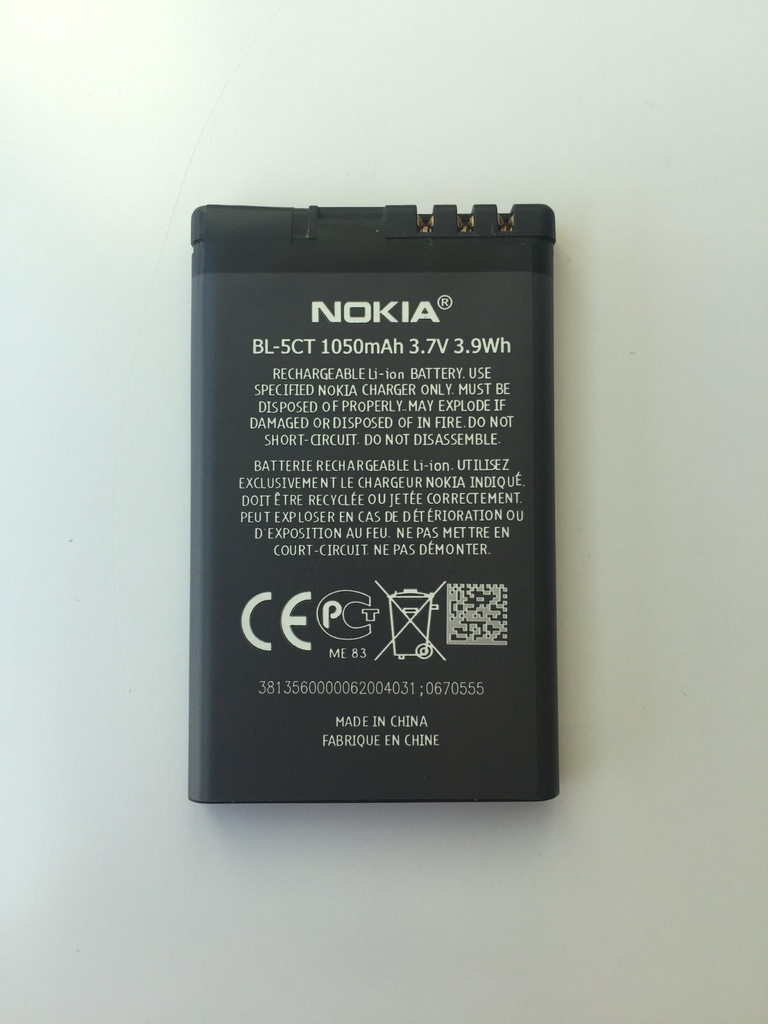 NOKIA®
BL-5CT 1050mAh 3.7V 3.9Wh
RECHARGEABLE Li-ion BATTERY. USE
SPECIFIED NOKIA CHARGER ONLY. MUST BE
DISPOSED OF PROPERLY. MAY EXPLODE IF
DAMAGED OR DISPOSED OF IN FIRE. DO NOT
SHORT-CIRCUIT. DO NOT DISASSEMBLE.
BATTERIE RECHARGEABLE Li-ion. UTILISEZ
EXCLUSIVEMENT LE CHARGEUR NOKIA INDIQUÉ.
DOIT ÊTRE RECYCLÉE OU JETÉE CORRECTEMENT.
PEUT EXPLOSER EN CAS DE DÉTÉRIORATION OU
D'EXPOSITION AU FEU. NE PAS METTRE EN
COURT-CIRCUIT. NE PAS DÉMONTER.
CE PCT
ME 83
3813560000062004031;0670555
MADE IN CHINA
FABRIQUE EN CHINE